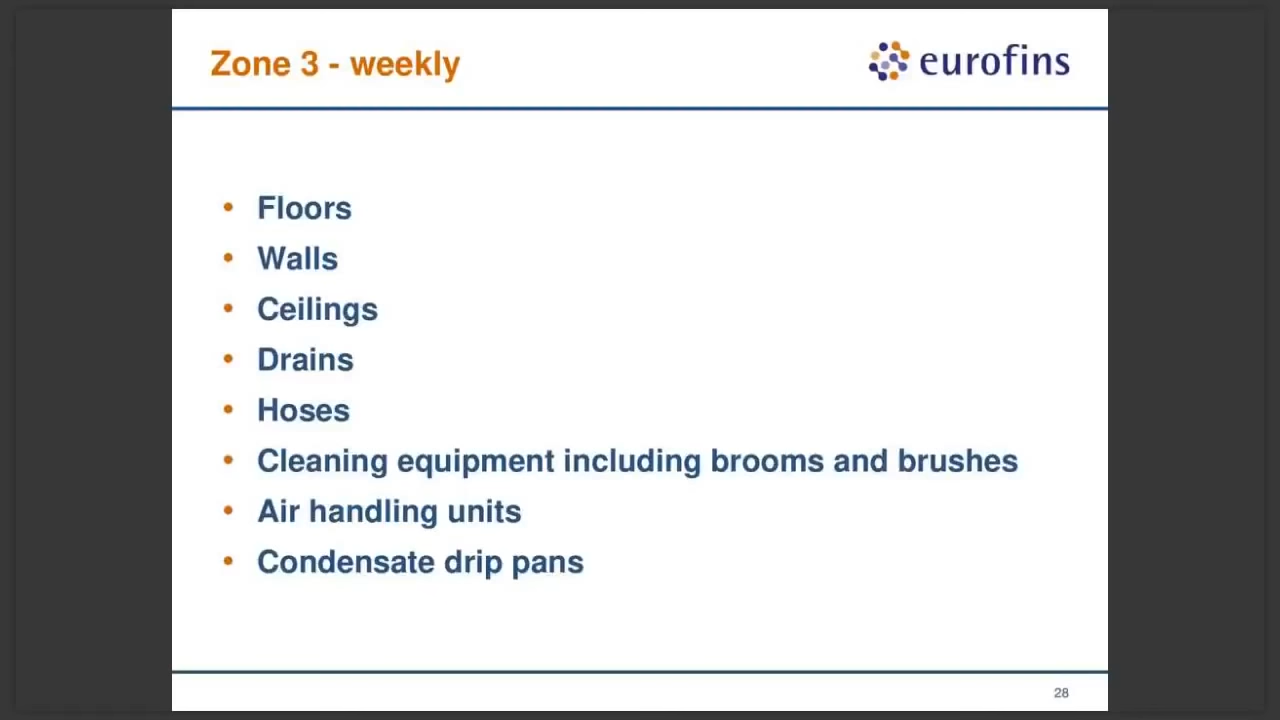 Zone 3 - weekly
eurofins
• Floors
• Walls
• Ceilings
• Drains
• Hoses
• Cleaning equipment including brooms and brushes
• Air handling units
• Condensate drip pans
28